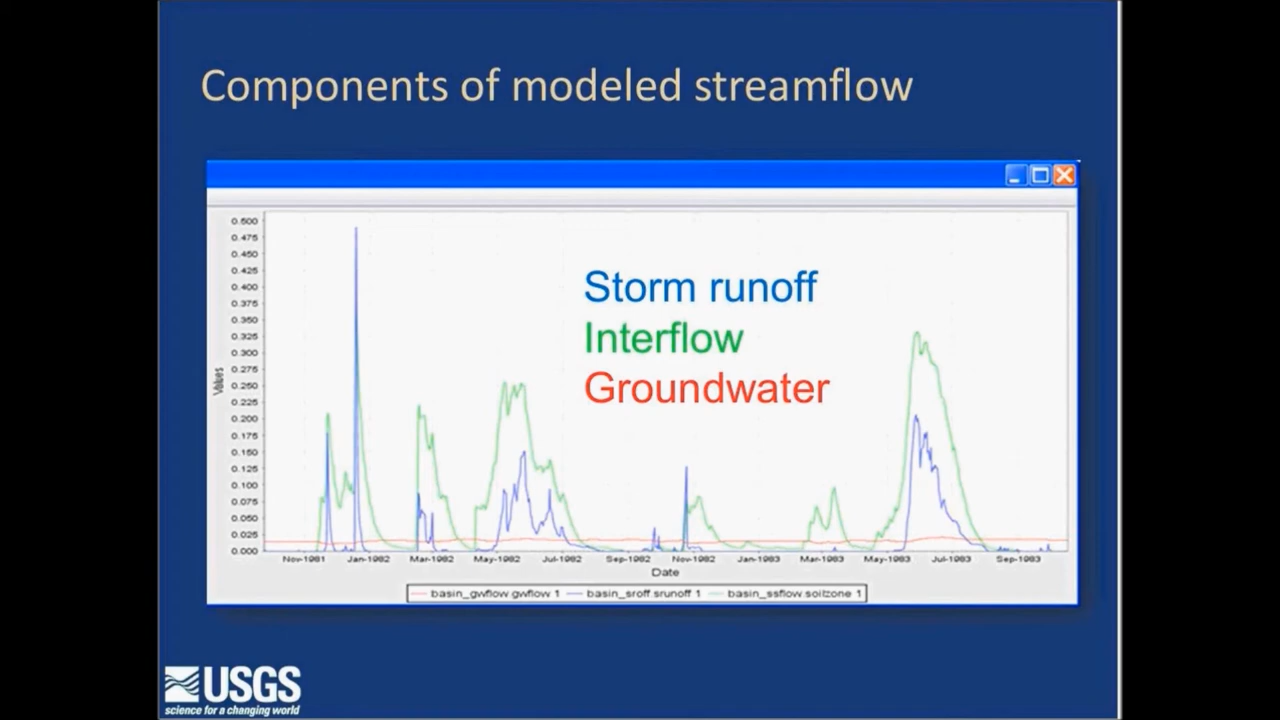 Components of modeled streamflow
0.500
0.475
0.450
0.425
0.400
0.375
0.350
0.325
0.300
0.275
0.250
0.225
0.200
0.175
0.150
0.125
0.100
0.075
0.050
0.025
0.000
Values
Storm runoff
Interflow
Groundwater
Nov-1981 Jan-1982 Mar-1982 May-1982 Jul-1982 Sep-1982 Nov-1982 Jan-1983 Mar-1983 May-1983 Jul-1983 Sep-1983
Date
basin_gwflow.gwflow 1 basin_sroff.srunoff 1 basin_ssflow.soilzone 1
USGS
science for a changing world